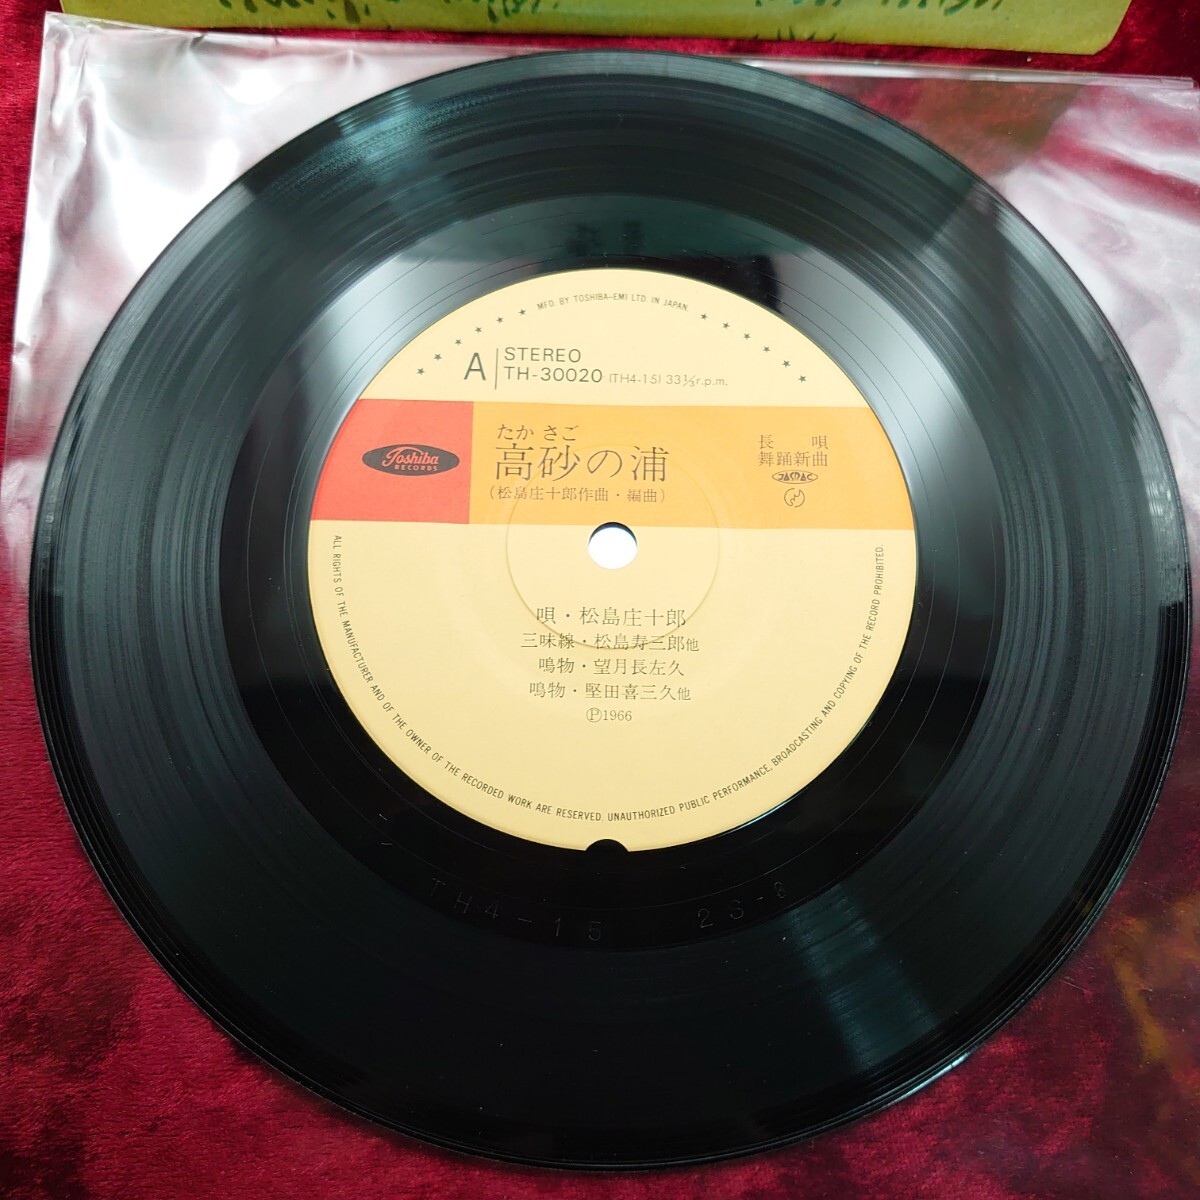 MFD. BY TOSHIBA-EMI LTD. IN JAPAN
A
STEREO
TH-30020 (TH4-15) 33⅓r.p.m.
Toshiba
RECORDS
たか さご
高砂の浦
(松島庄十郎作曲・編曲)
長 唄
舞踊新曲
JASRAC
唄・松島庄十郎
三味線・松島寿三郎他
鳴物・望月長左久
鳴物・堅田喜三久他
Ⓟ1966
ALL RIGHTS OF THE MANUFACTURER AND OF THE OWNER OF THE RECORDED WORK ARE RESERVED. UNAUTHORIZED PUBLIC PERFORMANCE, BROADCASTING AND COPYING OF THE RECORD PROHIBITED.
TH4-15 2S-8